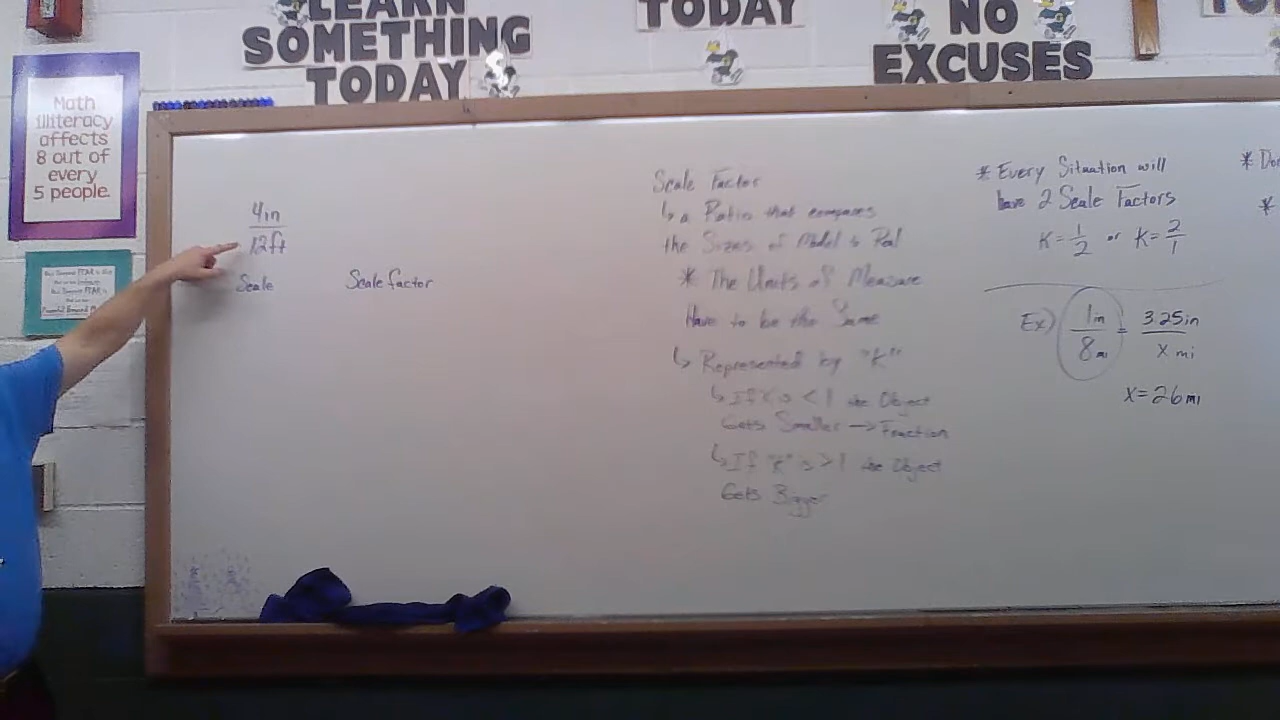 LEARN
SOMETHING
TODAY
TODAY
NO
EXCUSES
Math
illiteracy
affects
8 out of
every
5 people.
4in
12ft
Scale
Scale factor
Scale Factor
↳ a Ratio that compares
the Sizes of Model & Real
* The Units of Measure
Have to be the Same
↳ Represented by "K"
↳ If K is < 1 the Object
Gets Smaller → Fraction
↳ If "K" is > 1 the Object
Gets Bigger
* Every Situation will
have 2 Scale Factors
K = 1/2 or K = 2/1
Ex) 1in/8mi = 3.25in/x mi
x = 26mi